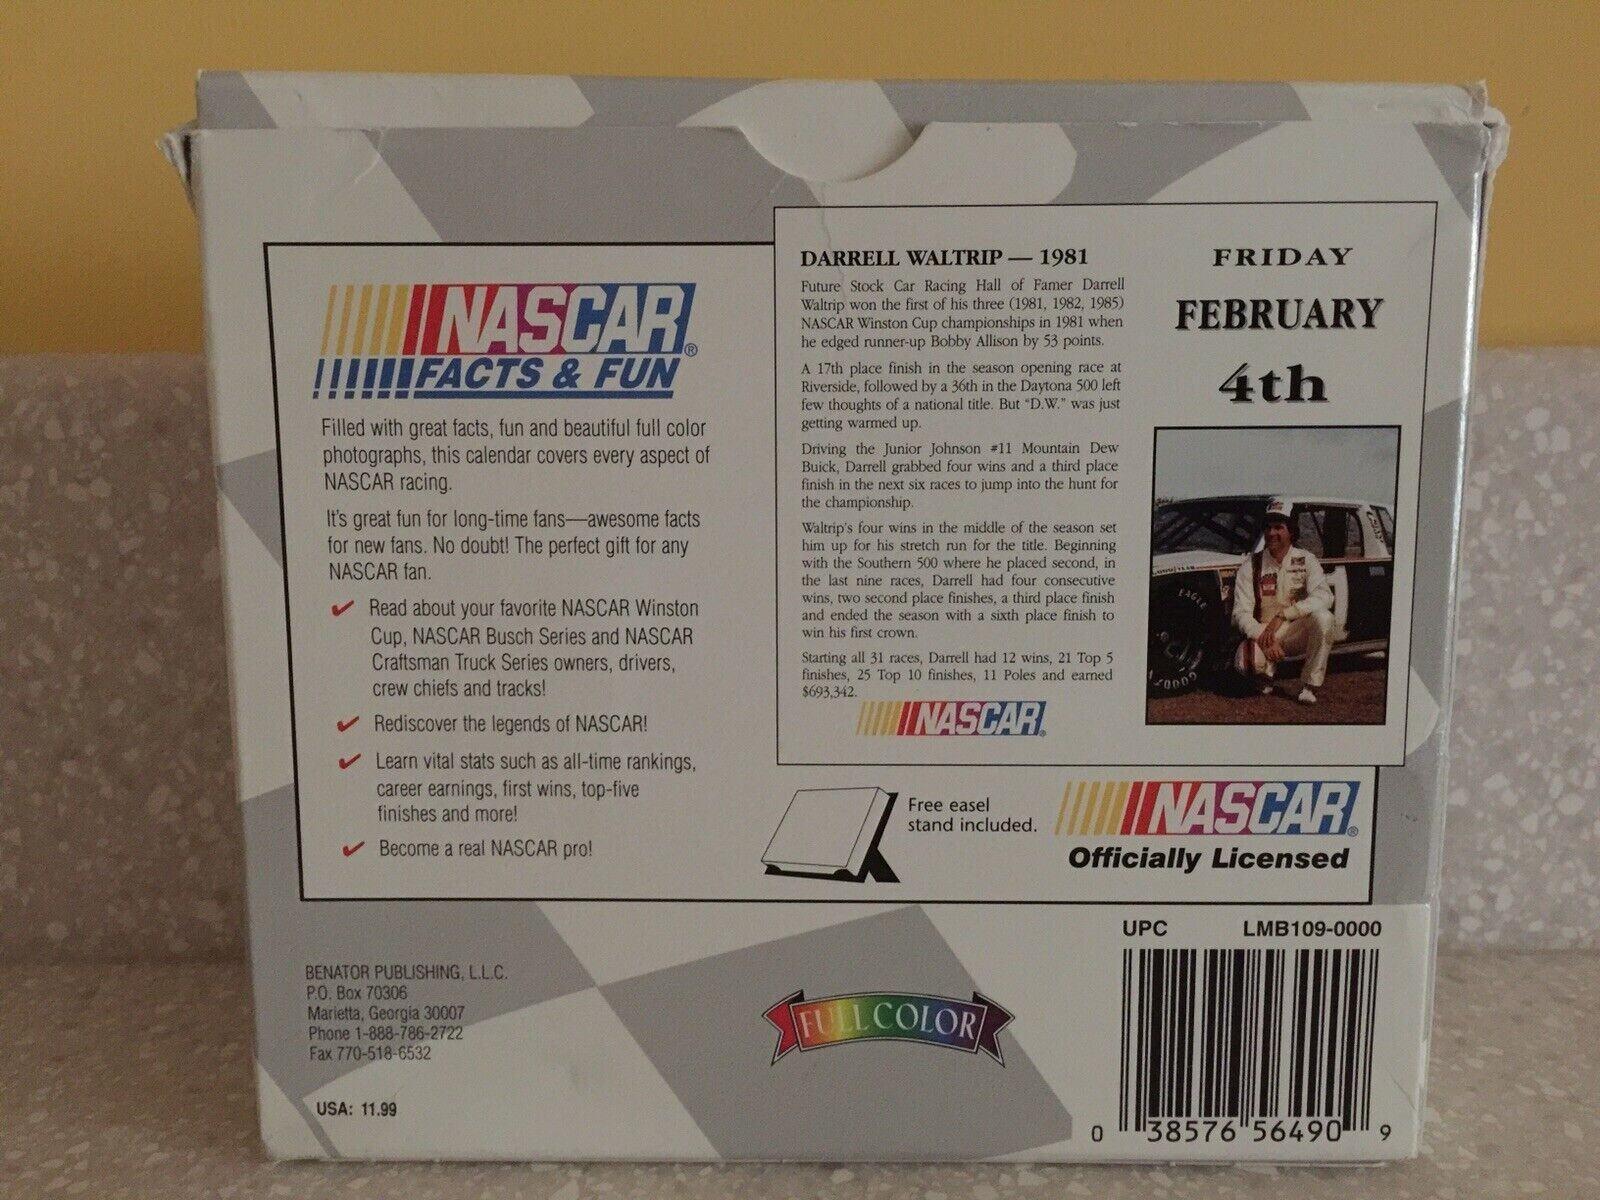 NASCAR®
FACTS & FUN
Filled with great facts, fun and beautiful full color
photographs, this calendar covers every aspect of
NASCAR racing.
It's great fun for long-time fans—awesome facts
for new fans. No doubt! The perfect gift for any
NASCAR fan.
Read about your favorite NASCAR Winston
Cup, NASCAR Busch Series and NASCAR
Craftsman Truck Series owners, drivers,
crew chiefs and tracks!
Rediscover the legends of NASCAR!
Learn vital stats such as all-time rankings,
career earnings, first wins, top-five
finishes and more!
Become a real NASCAR pro!
DARRELL WALTRIP — 1981
Future Stock Car Racing Hall of Famer Darrell
Waltrip won the first of his three (1981, 1982, 1985)
NASCAR Winston Cup championships in 1981 when
he edged runner-up Bobby Allison by 53 points.
A 17th place finish in the season opening race at
Riverside, followed by a 36th in the Daytona 500 left
few thoughts of a national title. But "D.W." was just
getting warmed up.
Driving the Junior Johnson #11 Mountain Dew
Buick, Darrell grabbed four wins and a third place
finish in the next six races to jump into the hunt for
the championship.
Waltrip's four wins in the middle of the season set
him up for his stretch run for the title. Beginning
with the Southern 500 where he placed second, in
the last nine races, Darrell had four consecutive
wins, two second place finishes, a third place finish
and ended the season with a sixth place finish to
win his first crown.
Starting all 31 races, Darrell had 12 wins, 21 Top 5
finishes, 25 Top 10 finishes, 11 Poles and earned
$693,342.
NASCAR®
FRIDAY
FEBRUARY
4th
EAGLE
GOODYEAR
Free easel
stand included.
NASCAR®
Officially Licensed
BENATOR PUBLISHING, L.L.C.
P.O. Box 70306
Marietta, Georgia 30007
Phone 1-888-786-2722
Fax 770-518-6532
USA: 11.99
FULL COLOR
UPC LMB109-0000
0 38576 56490 9